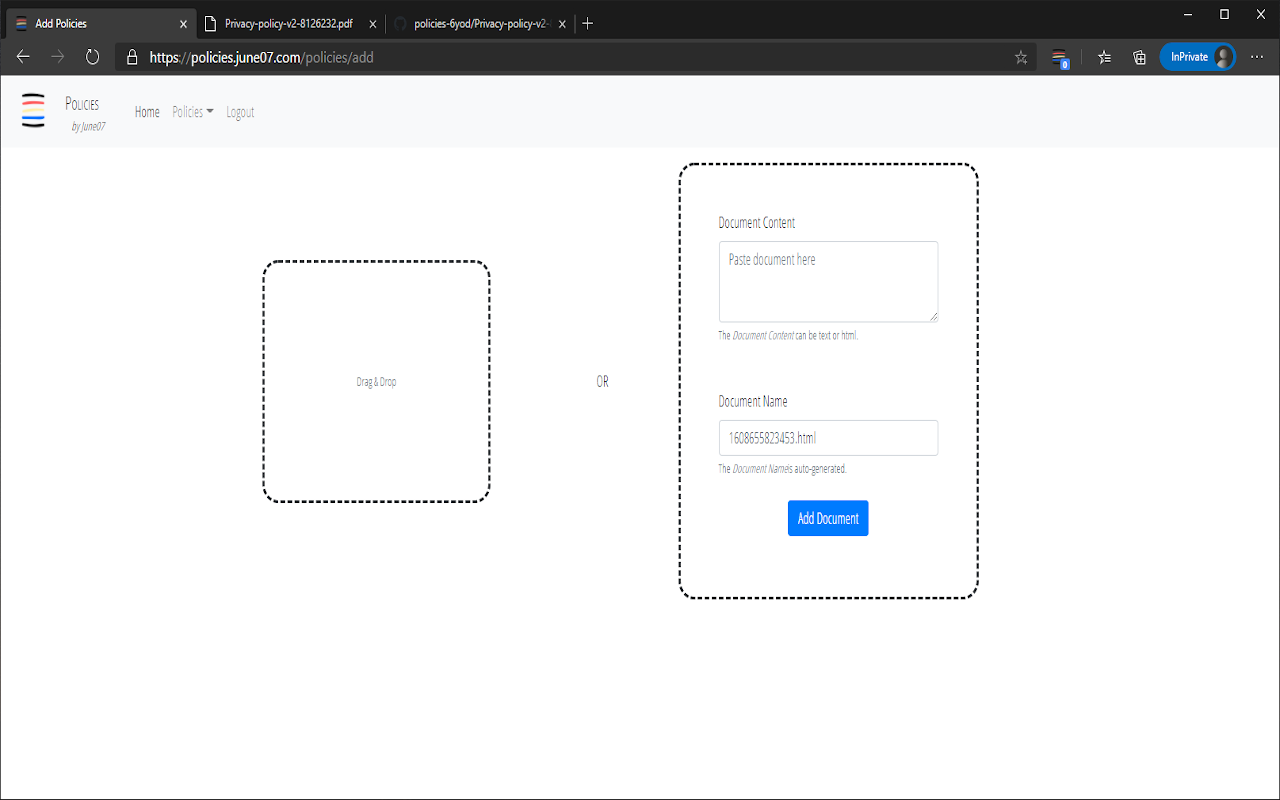 Add Policies
Privacy-policy-v2-8126232.pdf
policies-6yod/Privacy-policy-v2-
https://policies.june07.com/policies/add
0
InPrivate
Policies
by June07
Home
Policies
Logout
Document Content
Paste document here
The Document Content can be text or html.
Drag & Drop
OR
Document Name
1608655823453.html
The Document Nameis auto-generated.
Add Document